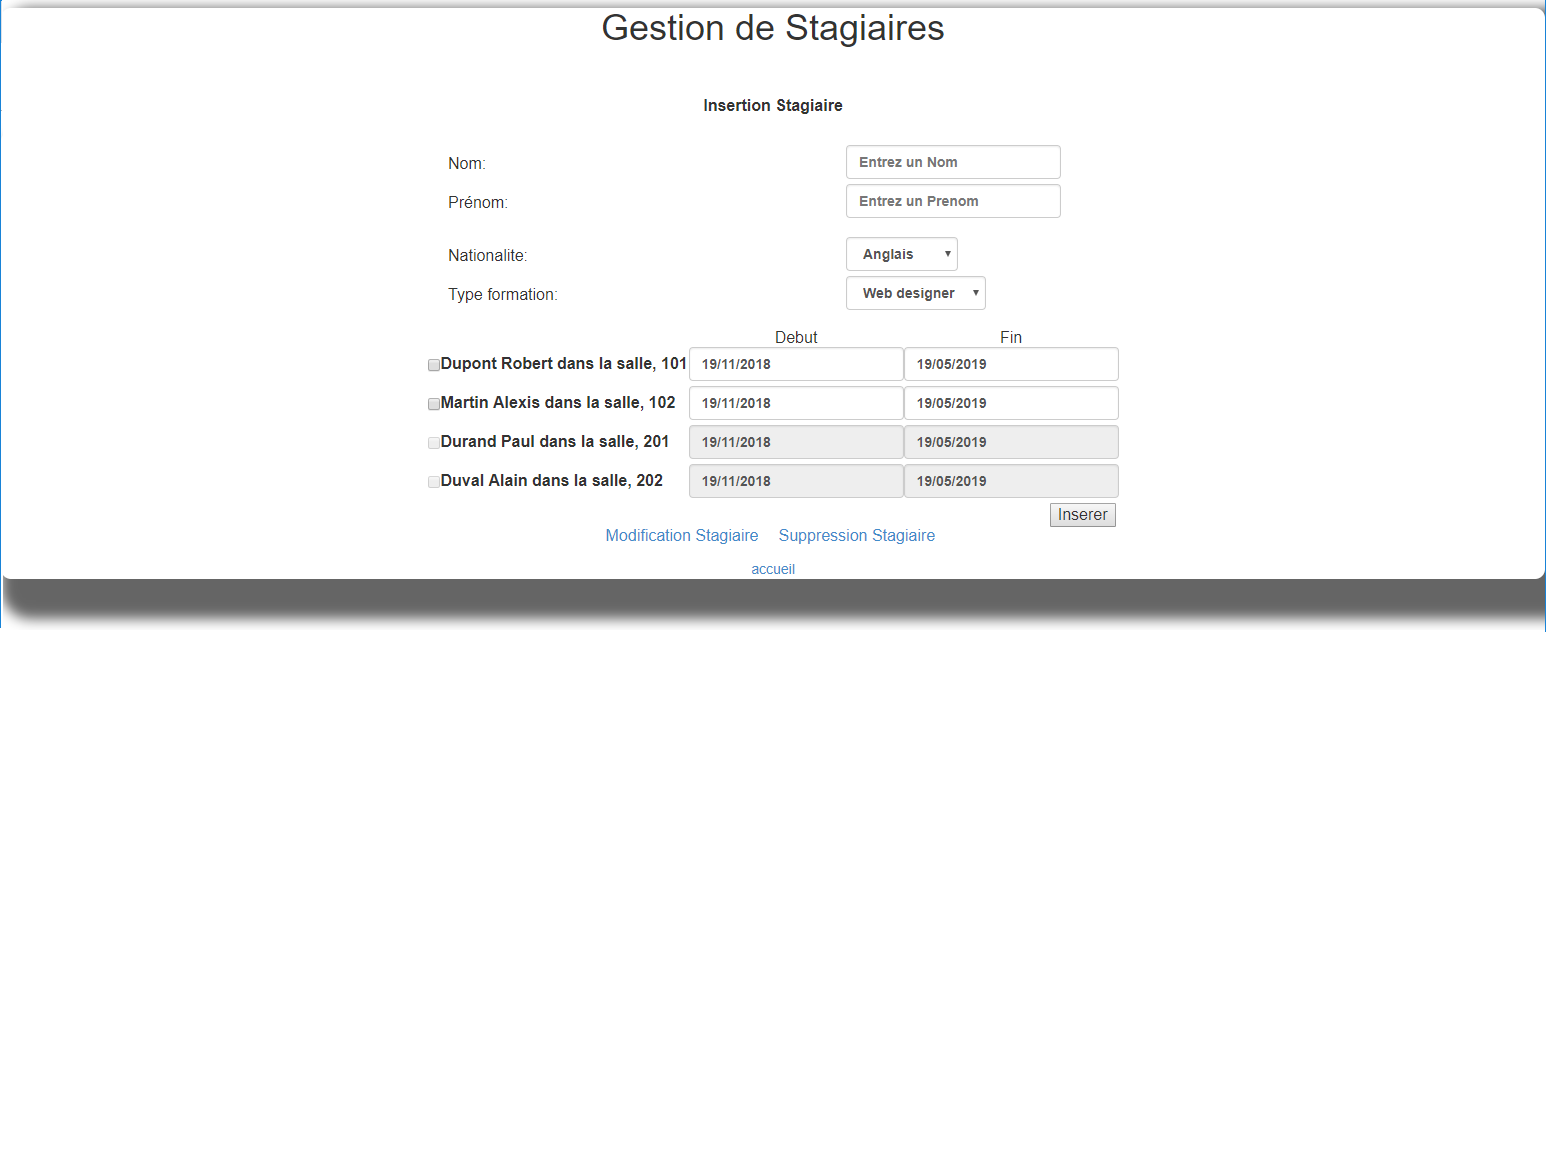 Gestion de Stagiaires
Insertion Stagiaire
Nom: Entrez un Nom
Prénom: Entrez un Prenom
Nationalite: Anglais
Type formation: Web designer
Debut Fin
Dupont Robert dans la salle, 101 19/11/2018 19/05/2019
Martin Alexis dans la salle, 102 19/11/2018 19/05/2019
Durand Paul dans la salle, 201 19/11/2018 19/05/2019
Duval Alain dans la salle, 202 19/11/2018 19/05/2019
Inserer
Modification Stagiaire Suppression Stagiaire
accueil